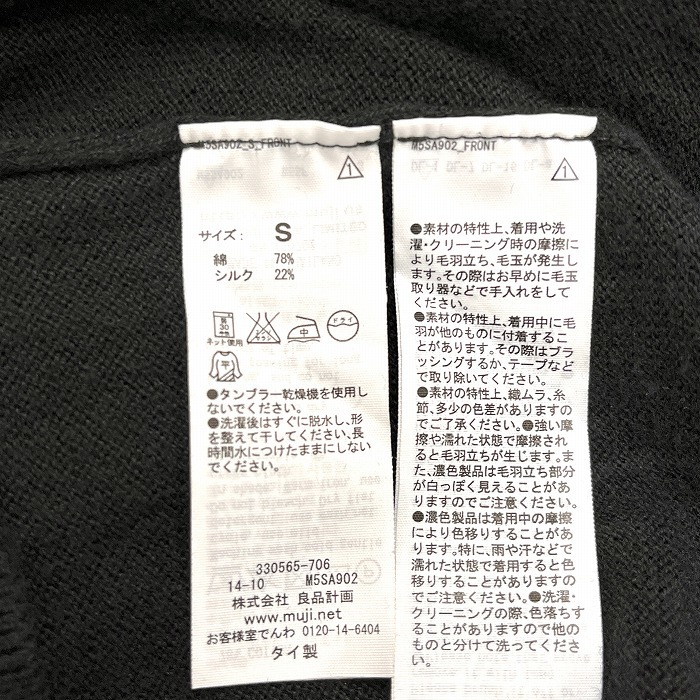 M5SA902_S_FRONT
1
サイズ: S
綿 78%
シルク 22%
手洗イ
30
中性
ネット使用
エンソサラシ
中
ドライ
平
●タンブラー乾燥機を使用し
ないでください。
●洗濯後はすぐに脱水し、形
を整えて干してください、長
時間水につけたままにしない
でください。
330565-706
14-10 M5SA902
株式会社 良品計画
www.muji.net
お客様室でんわ 0120-14-6404
タイ製
M5SA902_FRONT
1
●素材の特性上、着用や洗
濯・クリーニング時の摩擦に
より毛羽立ち、毛玉が発生し
ます。その際はお早めに毛玉
取り器などで手入れをして
ください。
●素材の特性上、着用中に毛
羽が他のものに付着するこ
とがあります。その際はブラ
ッシングするか、テープなど
で取り除いてください。
●素材の特性上、織ムラ、糸
節、多少の色差がありますの
でご了承ください。●強い摩
擦や濡れた状態で摩擦され
ると毛羽立ちが生じます。ま
た、濃色製品は毛羽立ち部分
が白っぽく見えることがあ
りますのでご注意ください。
●濃色製品は着用中の摩擦
により色移りすることがあ
ります。特に、雨や汗などで
濡れた状態で着用すると色
移りすることがありますの
でご注意ください。●洗濯・
クリーニングの際、色落ちす
ることがありますので他の
ものと分けて洗ってくださ
い。